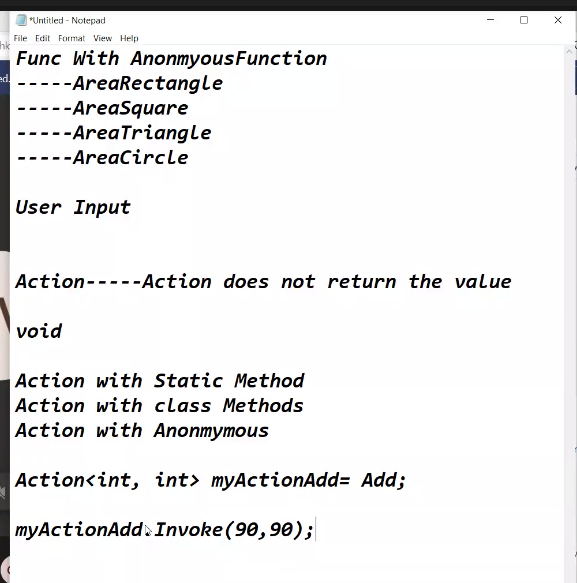 *Untitled - Notepad
File Edit Format View Help
Func With AnonmyousFunction
-----AreaRectangle
-----AreaSquare
-----AreaTriangle
-----AreaCircle
User Input
Action-----Action does not return the value
void
Action with Static Method
Action with class Methods
Action with Anonmymous
Action<int, int> myActionAdd= Add;
myActionAdd.Invoke(90,90);